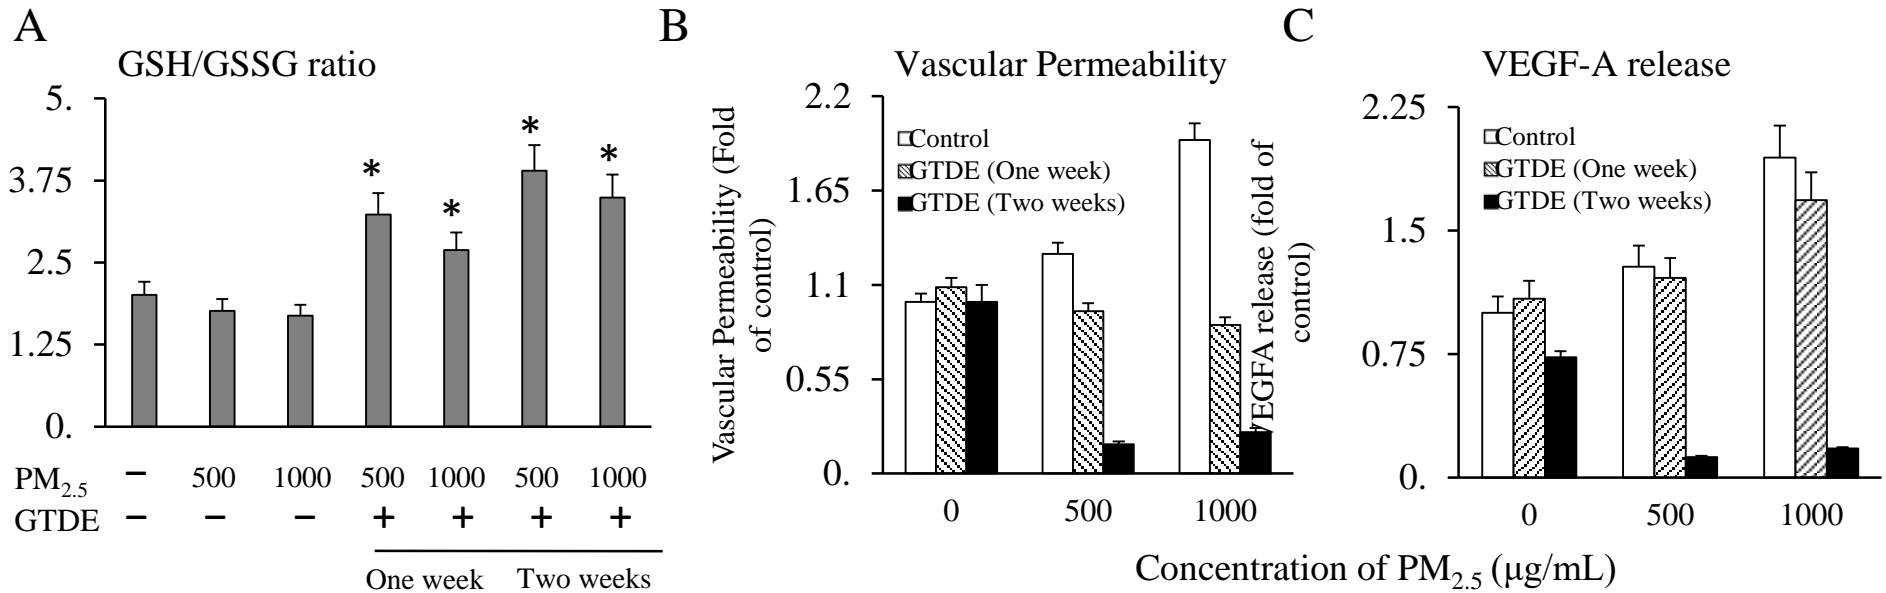 A
GSH/GSSG ratio
5.
3.75
2.5
1.25
0.
* * * *
PM2.5 − 500 1000 500 1000 500 1000
GTDE − − − + + + +
One week Two weeks
B
Vascular Permeability
Vascular Permeability (Fold
of control)
2.2
1.65
1.1
0.55
0.
Control
GTDE (One week)
GTDE (Two weeks)
0 500 1000
C
VEGF-A release
VEGFA release (fold of
control)
2.25
1.5
0.75
0.
Control
GTDE (One week)
GTDE (Two weeks)
0 500 1000
Concentration of PM2.5 (μg/mL)